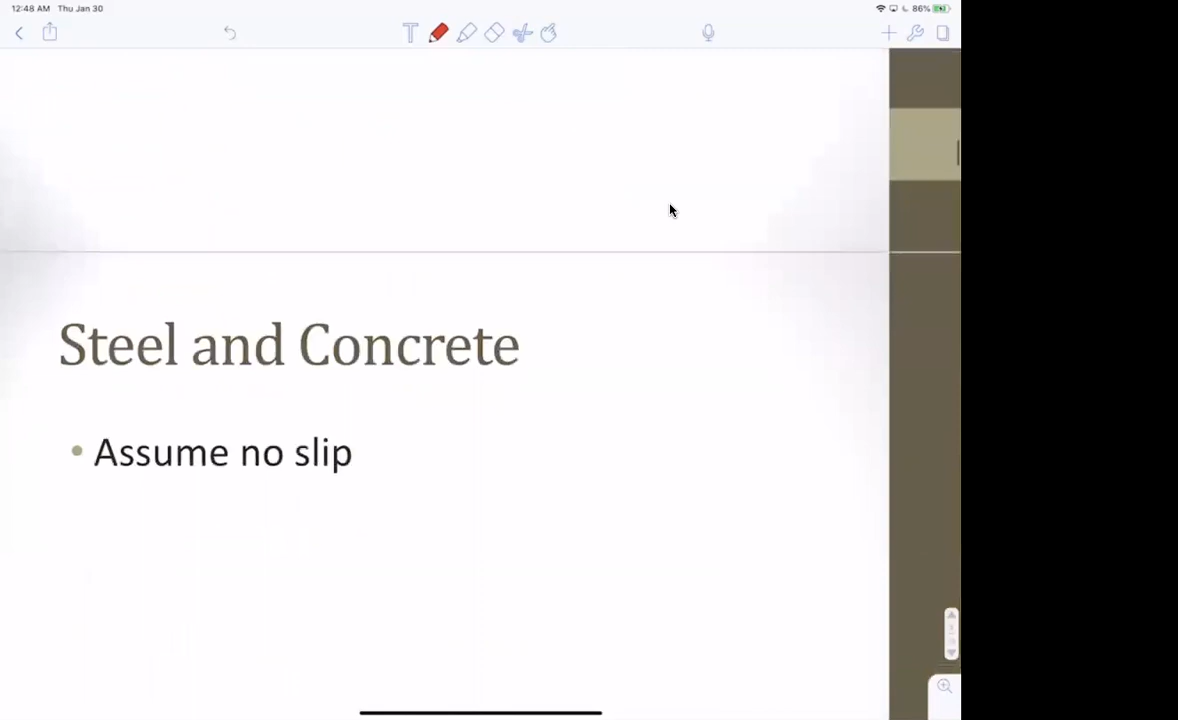 12:48 AM Thu Jan 30
86%
T
Steel and Concrete
• Assume no slip